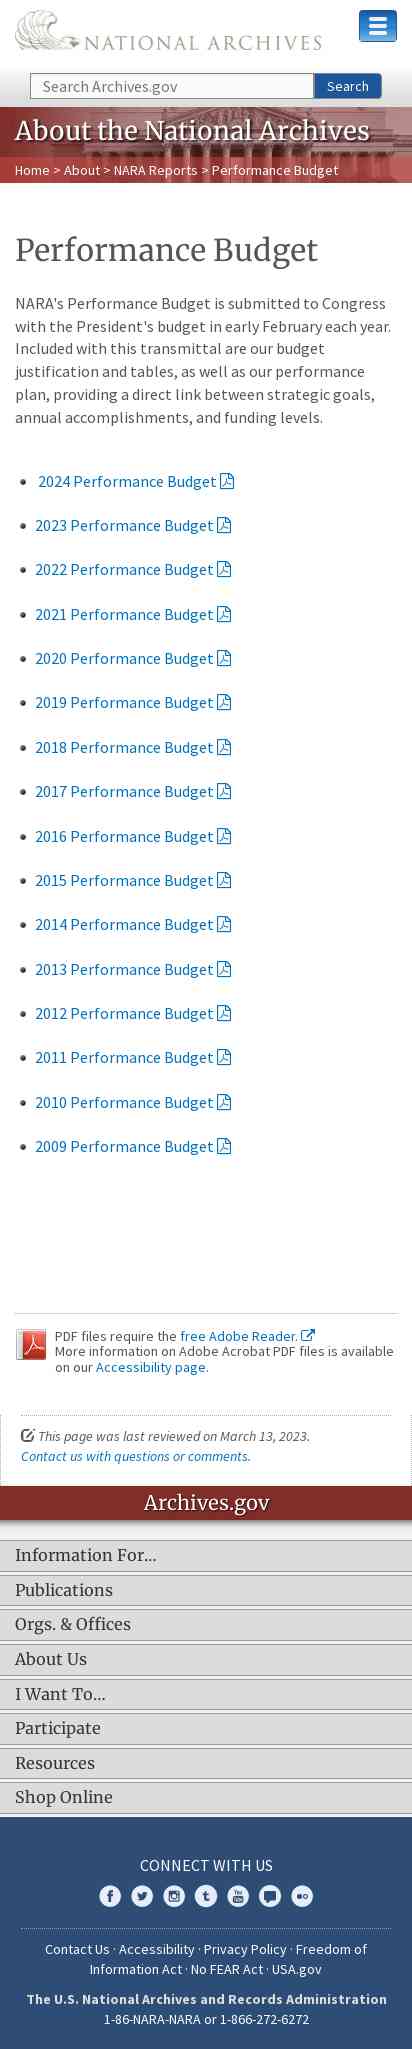 NATIONAL ARCHIVES
Search Archives.gov
Search
About the National Archives
Home > About > NARA Reports > Performance Budget
Performance Budget
NARA's Performance Budget is submitted to Congress
with the President's budget in early February each year.
Included with this transmittal are our budget
justification and tables, as well as our performance
plan, providing a direct link between strategic goals,
annual accomplishments, and funding levels.
2024 Performance Budget
2023 Performance Budget
2022 Performance Budget
2021 Performance Budget
2020 Performance Budget
2019 Performance Budget
2018 Performance Budget
2017 Performance Budget
2016 Performance Budget
2015 Performance Budget
2014 Performance Budget
2013 Performance Budget
2012 Performance Budget
2011 Performance Budget
2010 Performance Budget
2009 Performance Budget
PDF files require the free Adobe Reader.
More information on Adobe Acrobat PDF files is available
on our Accessibility page.
This page was last reviewed on March 13, 2023.
Contact us with questions or comments.
Archives.gov
Information For…
Publications
Orgs. & Offices
About Us
I Want To…
Participate
Resources
Shop Online
CONNECT WITH US
Contact Us · Accessibility · Privacy Policy · Freedom of
Information Act · No FEAR Act · USA.gov
The U.S. National Archives and Records Administration
1-86-NARA-NARA or 1-866-272-6272